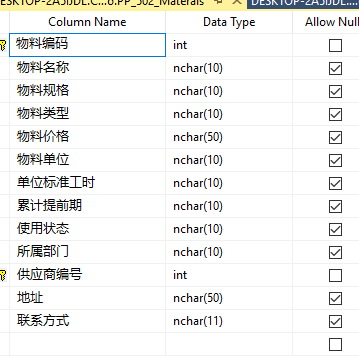 Column Name Data Type Allow Null
物料编码 int
物料名称 nchar(10)
物料规格 nchar(10)
物料类型 nchar(10)
物料价格 nchar(50)
物料单位 nchar(10)
单位标准工时 nchar(10)
累计提前期 nchar(10)
使用状态 nchar(10)
所属部门 nchar(10)
供应商编号 int
地址 nchar(50)
联系方式 nchar(11)